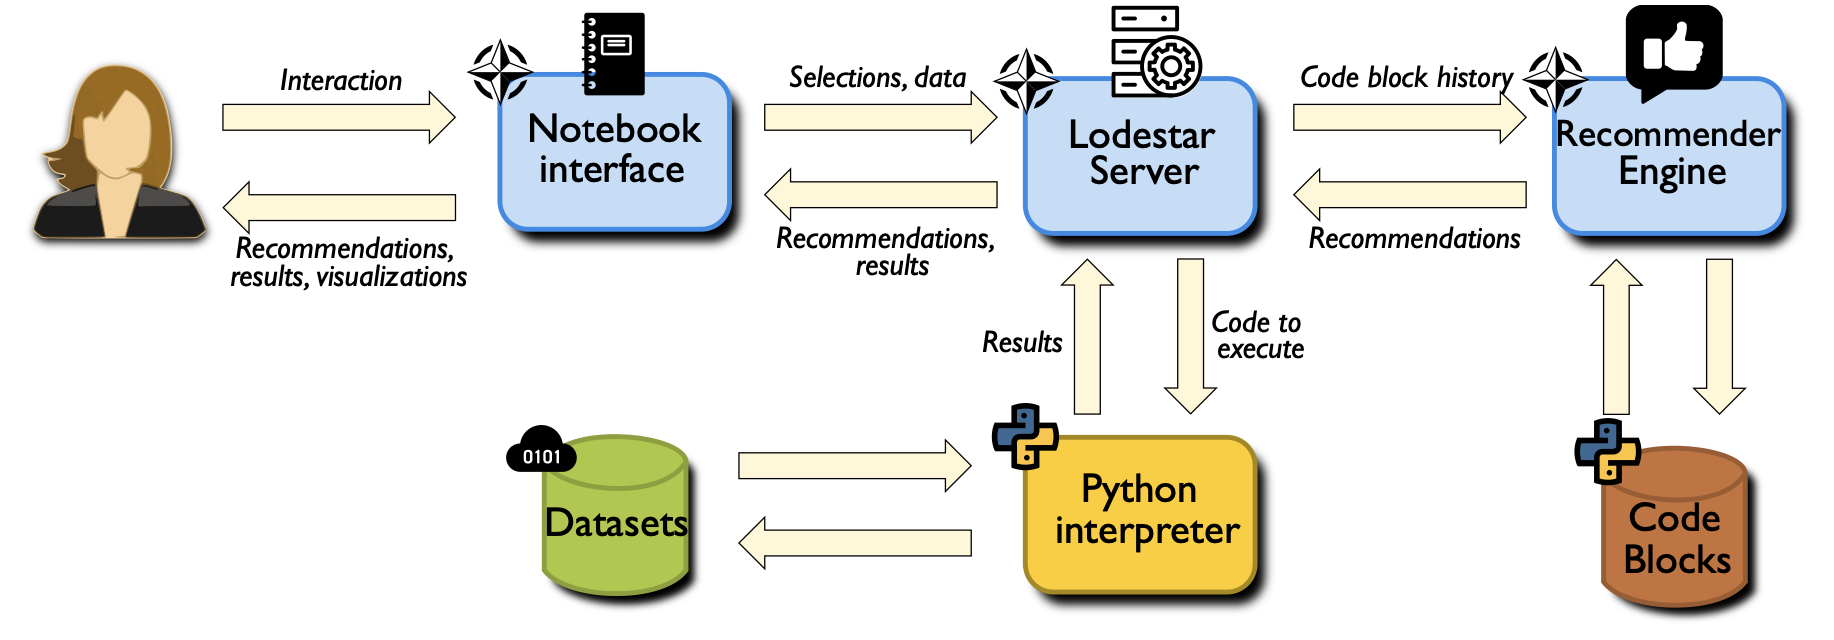 Interaction
Selections, data
Code block history
Notebook
interface
Lodestar
Server
Recommender
Engine
Recommendations,
results, visualizations
Recommendations,
results
Recommendations
Results
Code to
execute
0101
Datasets
Python
interpreter
Code
Blocks